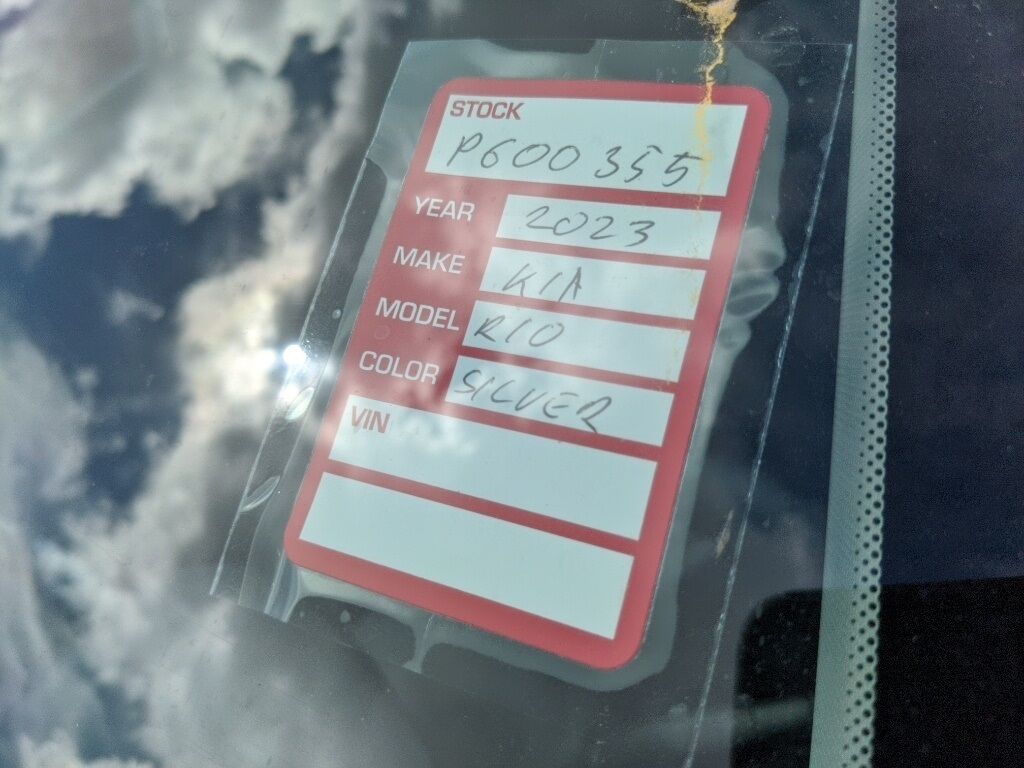 STOCK
P600355
YEAR 2023
MAKE KIA
MODEL RIO
COLOR SILVER
VIN